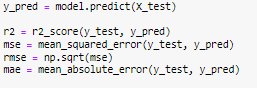 y_pred = model.predict(X_test)
r2 = r2_score(y_test, y_pred)
mse = mean_squared_error(y_test, y_pred)
rmse = np.sqrt(mse)
mae = mean_absolute_error(y_test, y_pred)